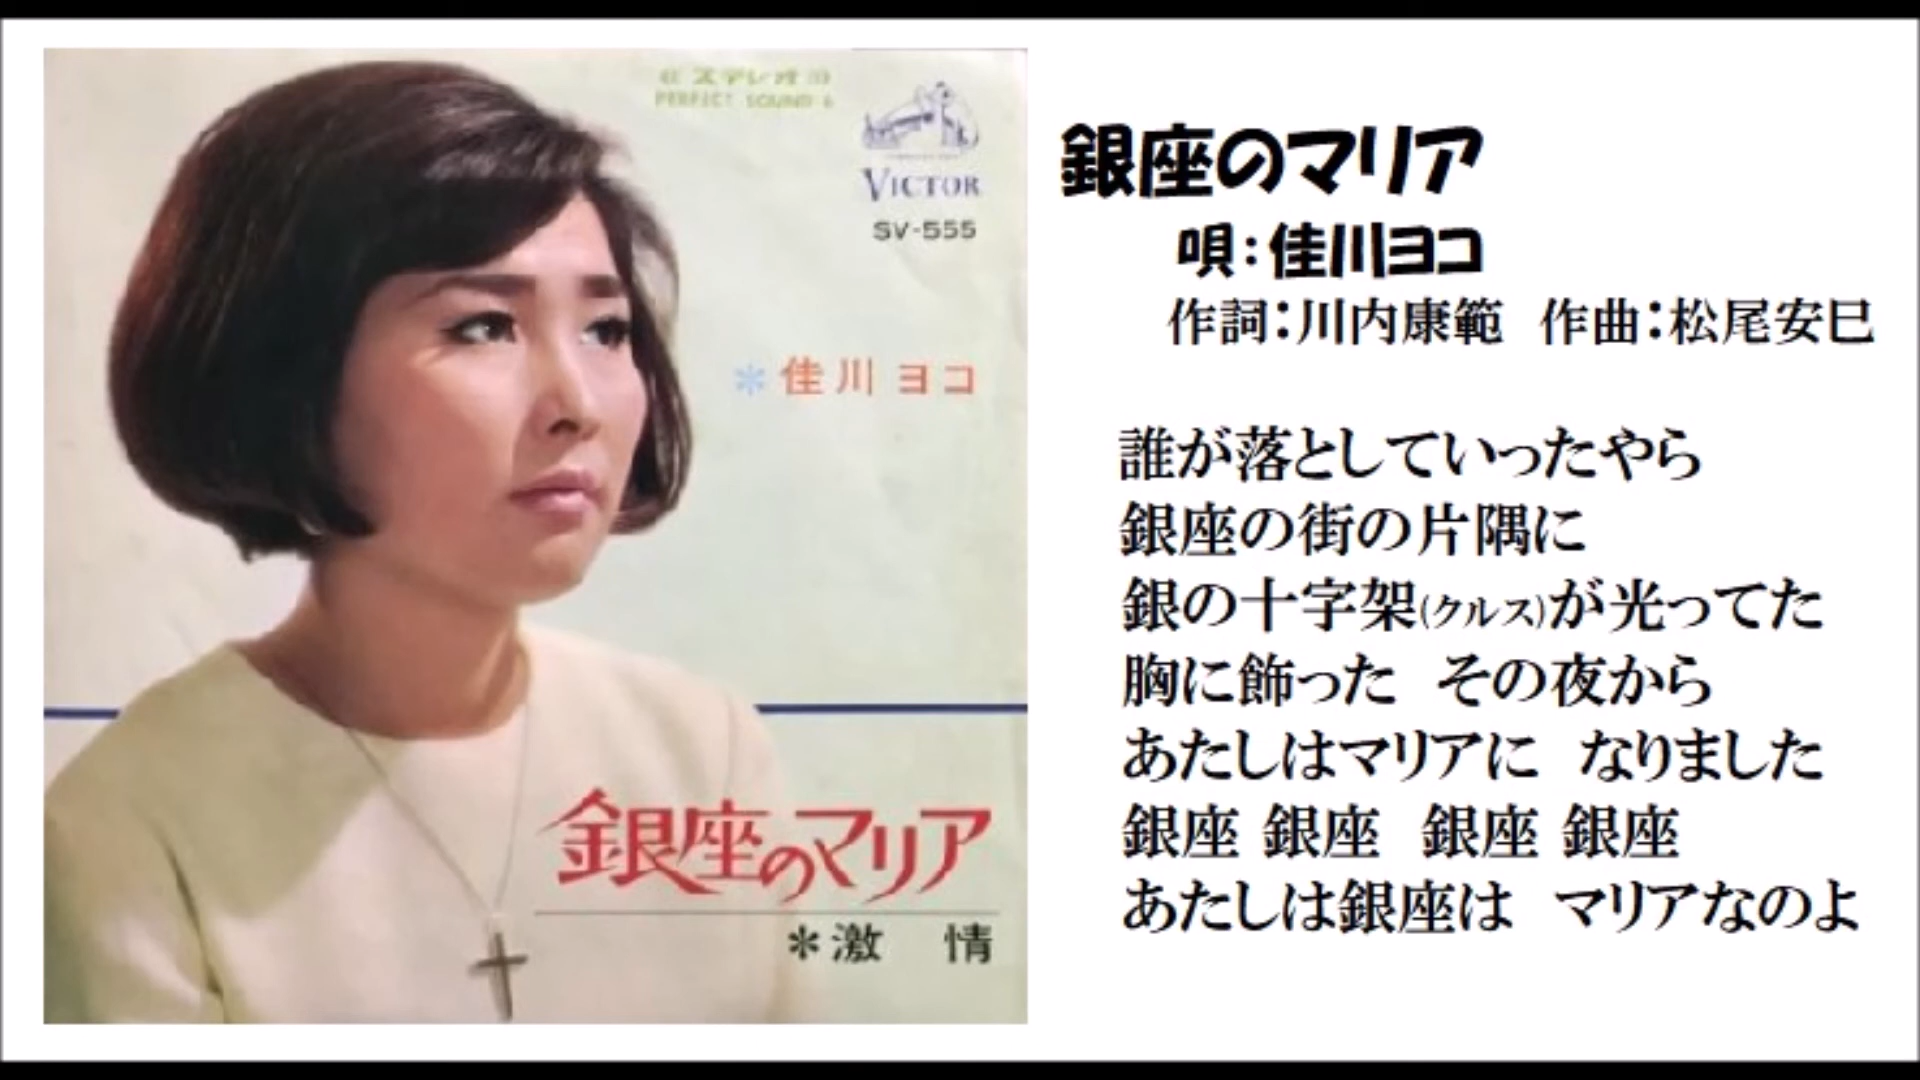 ステレオ
PERFECT SOUND
VICTOR
SV-555
*佳川ヨコ
銀座のマリア
*激 情
銀座のマリア
唄:佳川ヨコ
作詞:川内康範 作曲:松尾安巳
誰が落としていったやら
銀座の街の片隅に
銀の十字架(クルス)が光ってた
胸に飾った その夜から
あたしはマリアに なりました
銀座 銀座 銀座 銀座
あたしは銀座は マリアなのよ